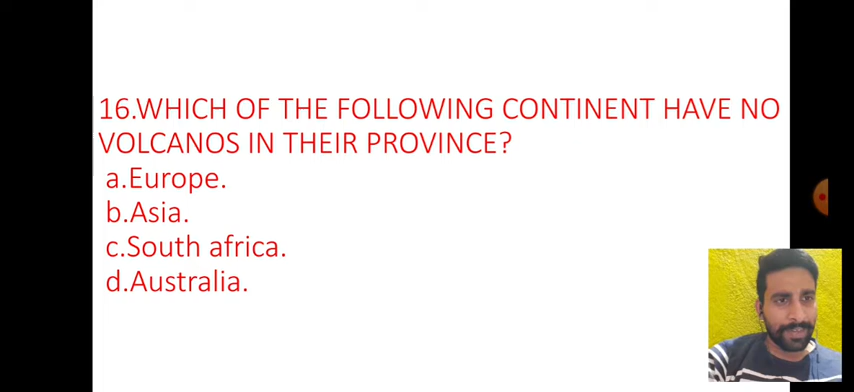 16.WHICH OF THE FOLLOWING CONTINENT HAVE NO
VOLCANOS IN THEIR PROVINCE?
a.Europe.
b.Asia.
c.South africa.
d.Australia.